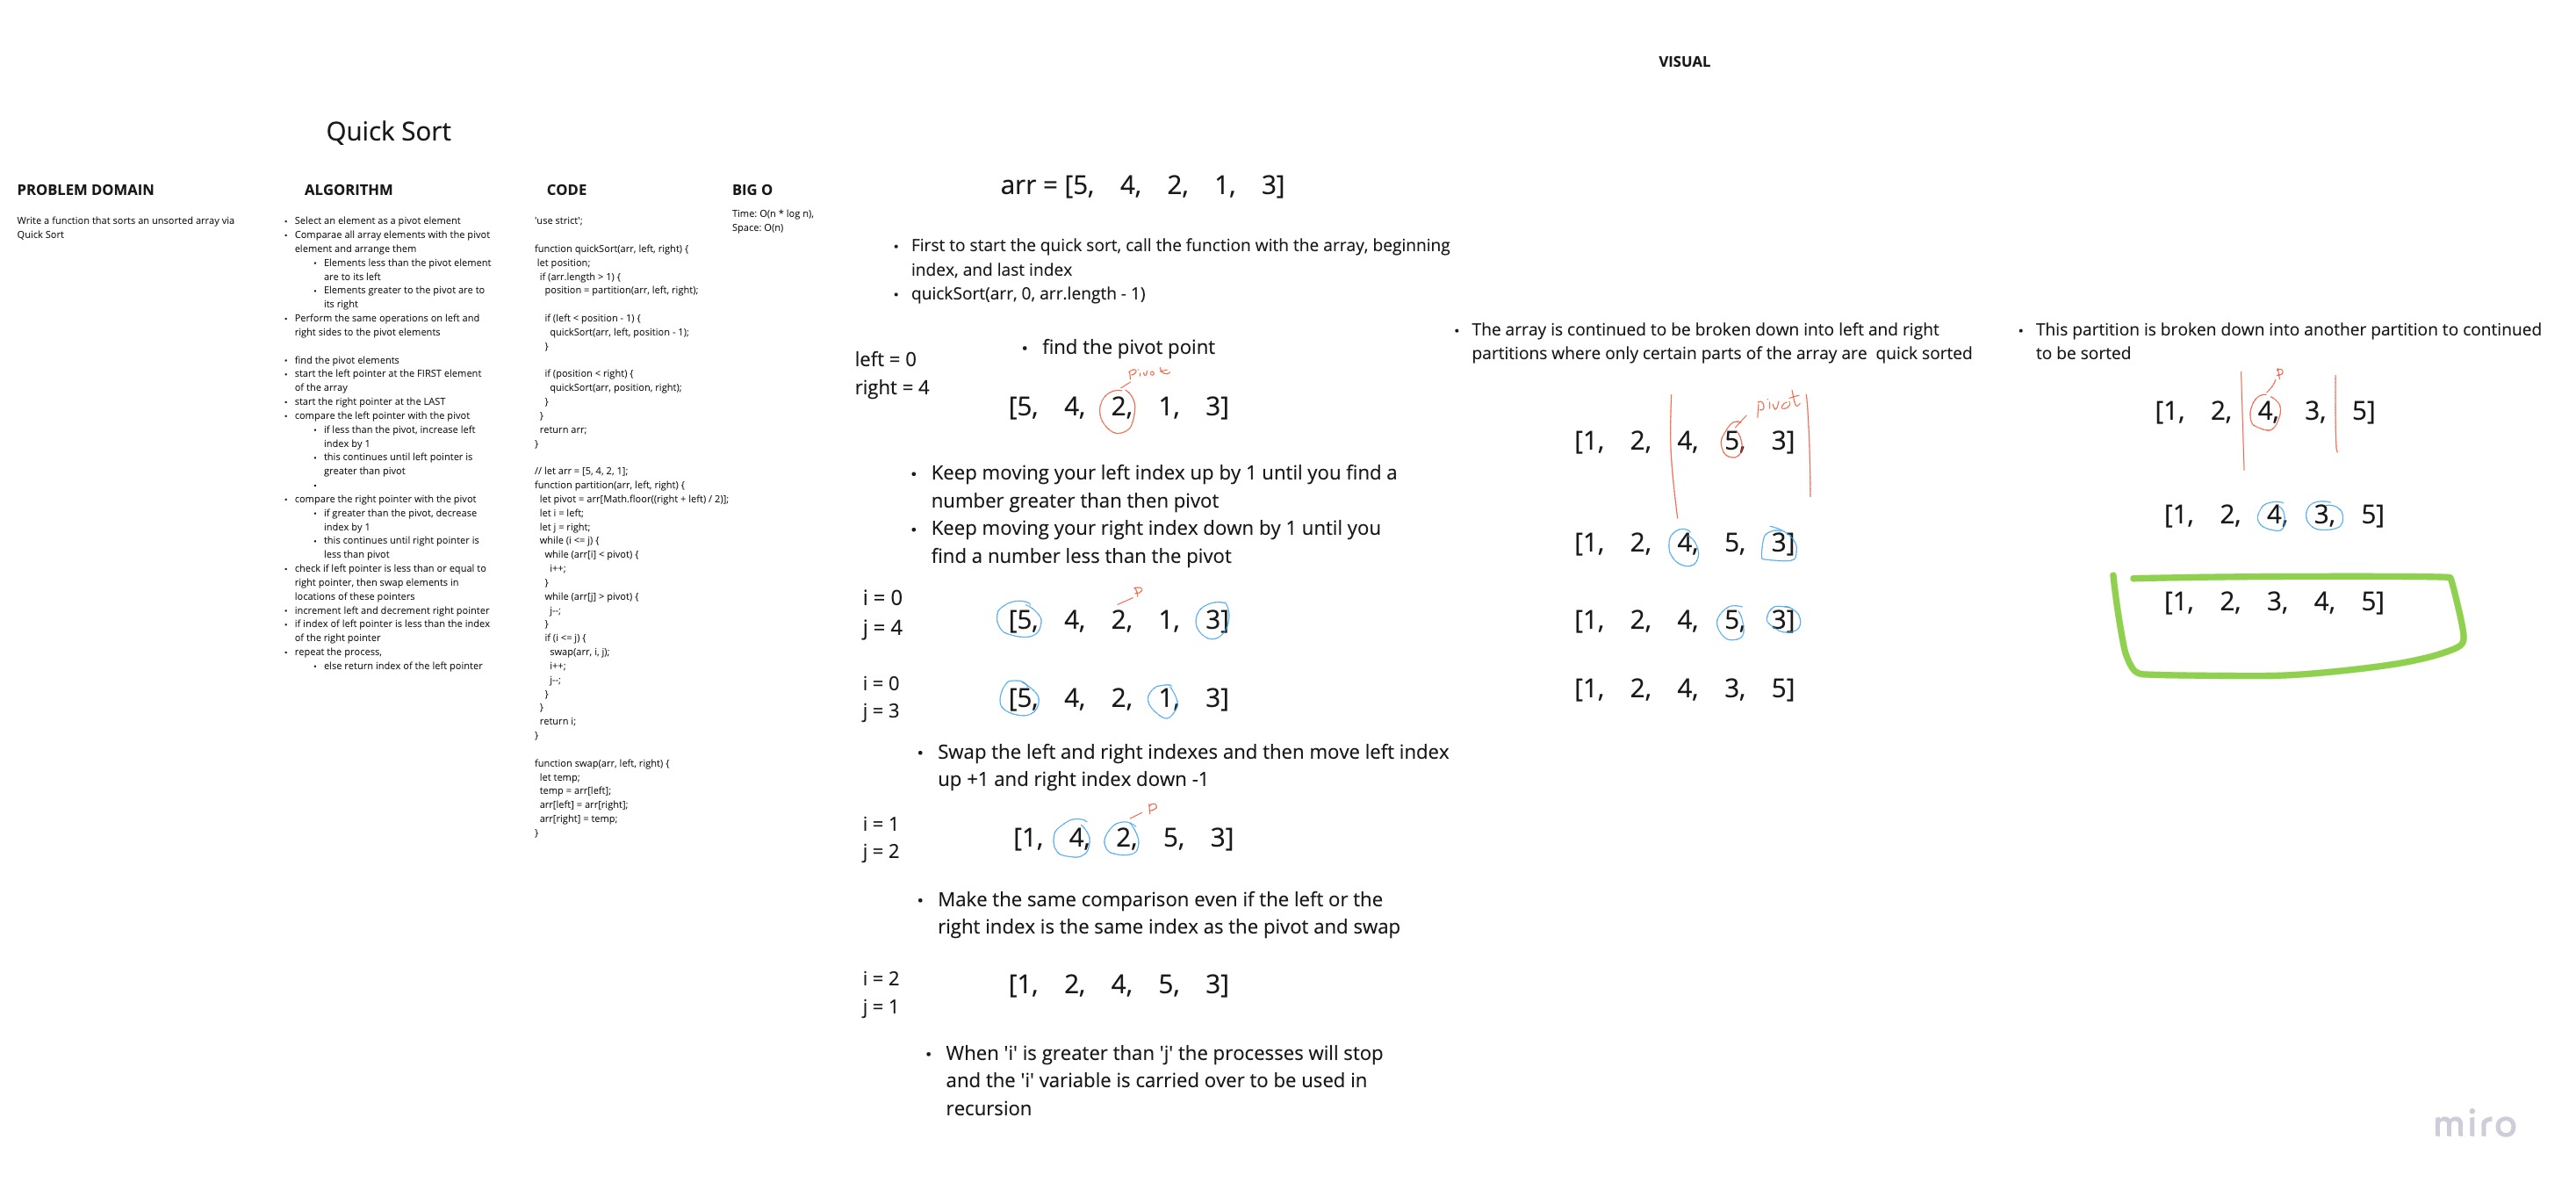 VISUAL
Quick Sort
PROBLEM DOMAIN
Write a function that sorts an unsorted array via
Quick Sort
ALGORITHM
• Select an element as a pivot element
• Comparae all array elements with the pivot
element and arrange them
• Elements less than the pivot element
are to its left
• Elements greater to the pivot are to
its right
• Perform the same operations on left and
right sides to the pivot elements
• find the pivot elements
• start the left pointer at the FIRST element
of the array
• start the right pointer at the LAST
• compare the left pointer with the pivot
• if less than the pivot, increase left
index by 1
• this continues until left pointer is
greater than pivot
•
• compare the right pointer with the pivot
• if greater than the pivot, decrease
index by 1
• this continues until right pointer is
less than pivot
• check if left pointer is less than or equal to
right pointer, then swap elements in
locations of these pointers
• increment left and decrement right pointer
• if index of left pointer is less than the index
of the right pointer
• repeat the process,
• else return index of the left pointer
CODE
'use strict';
function quickSort(arr, left, right) {
let position;
if (arr.length > 1) {
position = partition(arr, left, right);
if (left < position - 1) {
quickSort(arr, left, position - 1);
}
if (position < right) {
quickSort(arr, position, right);
}
}
return arr;
}
// let arr = [5, 4, 2, 1];
function partition(arr, left, right) {
let pivot = arr[Math.floor((right + left) / 2)];
let i = left;
let j = right;
while (i <= j) {
while (arr[i] < pivot) {
i++;
}
while (arr[j] > pivot) {
j--;
}
if (i <= j) {
swap(arr, i, j);
i++;
j--;
}
}
return i;
}
function swap(arr, left, right) {
let temp;
temp = arr[left];
arr[left] = arr[right];
arr[right] = temp;
}
BIG O
Time: O(n * log n),
Space: O(n)
arr = [5, 4, 2, 1, 3]
• First to start the quick sort, call the function with the array, beginning
index, and last index
• quickSort(arr, 0, arr.length - 1)
left = 0
right = 4
• find the pivot point
pivot
[5, 4, 2, 1, 3]
• Keep moving your left index up by 1 until you find a
number greater than then pivot
• Keep moving your right index down by 1 until you
find a number less than the pivot
i = 0
j = 4
P
[5, 4, 2, 1, 3]
i = 0
j = 3
[5, 4, 2, 1, 3]
• Swap the left and right indexes and then move left index
up +1 and right index down -1
i = 1
j = 2
P
[1, 4, 2, 5, 3]
• Make the same comparison even if the left or the
right index is the same index as the pivot and swap
i = 2
j = 1
[1, 2, 4, 5, 3]
• When 'i' is greater than 'j' the processes will stop
and the 'i' variable is carried over to be used in
recursion
• The array is continued to be broken down into left and right
partitions where only certain parts of the array are quick sorted
pivot
[1, 2, 4, 5, 3]
[1, 2, 4, 5, 3]
[1, 2, 4, 5, 3]
[1, 2, 4, 3, 5]
• This partition is broken down into another partition to continued
to be sorted
P
[1, 2, 4, 3, 5]
[1, 2, 4, 3, 5]
[1, 2, 3, 4, 5]
miro